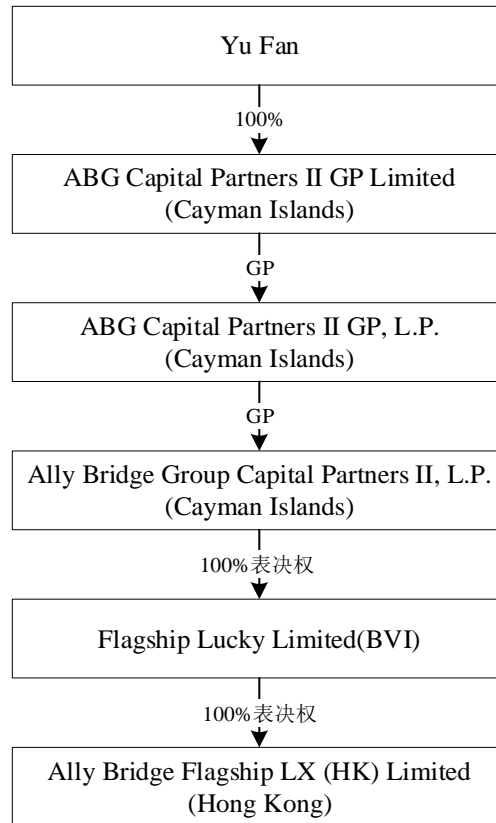 Yu Fan
100%
ABG Capital Partners II GP Limited
(Cayman Islands)
GP
ABG Capital Partners II GP, L.P.
(Cayman Islands)
GP
Ally Bridge Group Capital Partners II, L.P.
(Cayman Islands)
100%表决权
Flagship Lucky Limited(BVI)
100%表决权
Ally Bridge Flagship LX (HK) Limited
(Hong Kong)